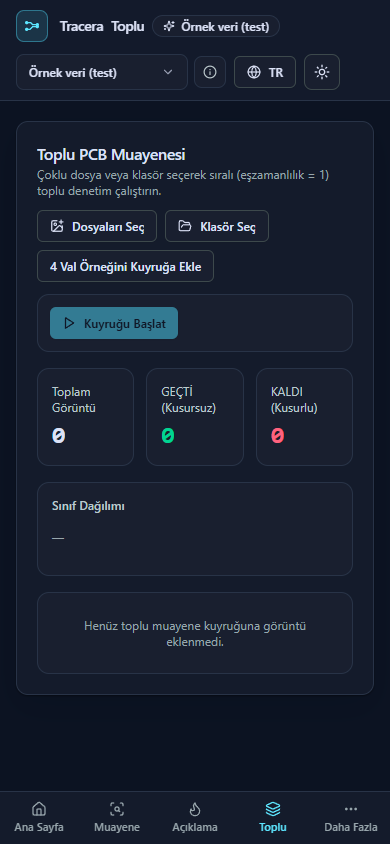 Tracera Toplu Örnek veri (test)
Örnek veri (test) TR
Toplu PCB Muayenesi
Çoklu dosya veya klasör seçerek sıralı (eşzamanlılık = 1)
toplu denetim çalıştırın.
Dosyaları Seç Klasör Seç
4 Val Örneğini Kuyruğa Ekle
Kuyruğu Başlat
Toplam
Görüntü
0
GEÇTİ
(Kusursuz)
0
KALDI
(Kusurlu)
0
Sınıf Dağılımı
—
Henüz toplu muayene kuyruğuna görüntü
eklenmedi.
Ana Sayfa Muayene Açıklama Toplu Daha Fazla